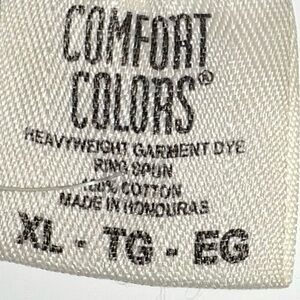 COMFORT
COLORS®
HEAVYWEIGHT GARMENT DYE
RING SPUN
100% COTTON
MADE IN HONDURAS
XL - TG - EG